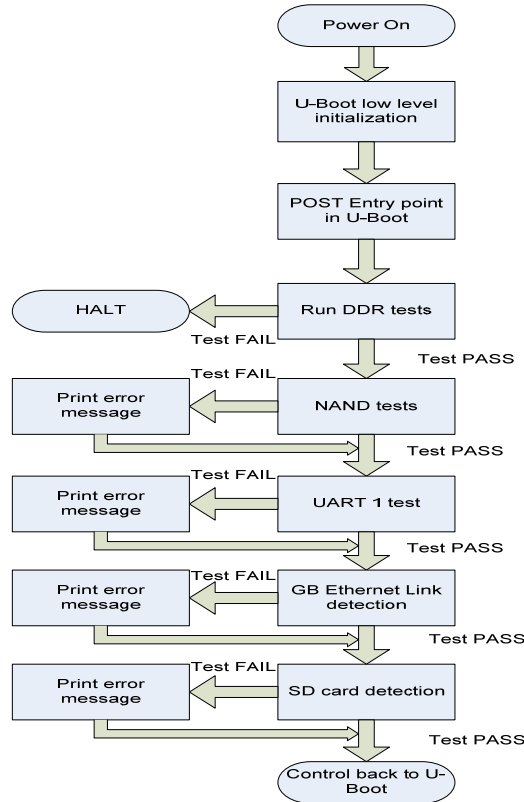 Power On
U-Boot low level
initialization
POST Entry point
in U-Boot
HALT
Run DDR tests
Test FAIL
Test PASS
Test FAIL
Print error
message
NAND tests
Test PASS
Test FAIL
Print error
message
UART 1 test
Test PASS
Test FAIL
Print error
message
GB Ethernet Link
detection
Test PASS
Test FAIL
Print error
message
SD card detection
Test PASS
Control back to U-
Boot